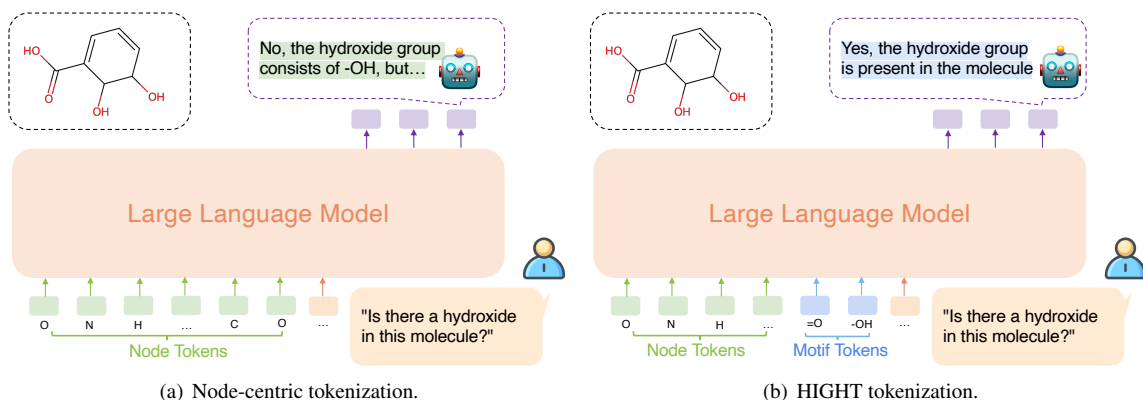 HO
O
OH
OH
No, the hydroxide group
consists of -OH, but…
Large Language Model
O N H … C O …
Node Tokens
"Is there a hydroxide
in this molecule?"
(a) Node-centric tokenization.
HO
O
OH
OH
Yes, the hydroxide group
is present in the molecule
Large Language Model
O N H … =O -OH …
Node Tokens Motif Tokens
"Is there a hydroxide
in this molecule?"
(b) HIGHT tokenization.